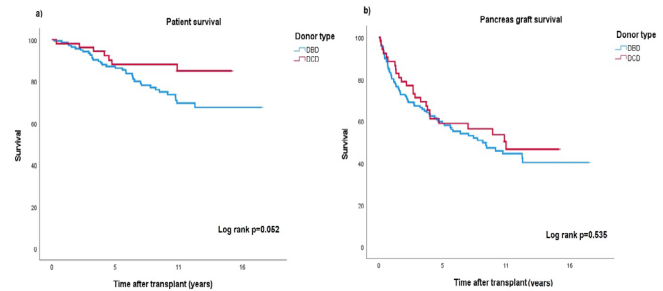 a)
Patient survival
Donor type
DBD
DCD
100
80
60
40
20
0
Survival
0
5
11
16
Log rank p=0.052
Time after transplant (years)
b)
Pancreas graft survival
Donor type
DBD
DCD
100
80
60
40
20
0
Survival
0
5
11
16
Log rank p=0.535
Time after transplant (years)